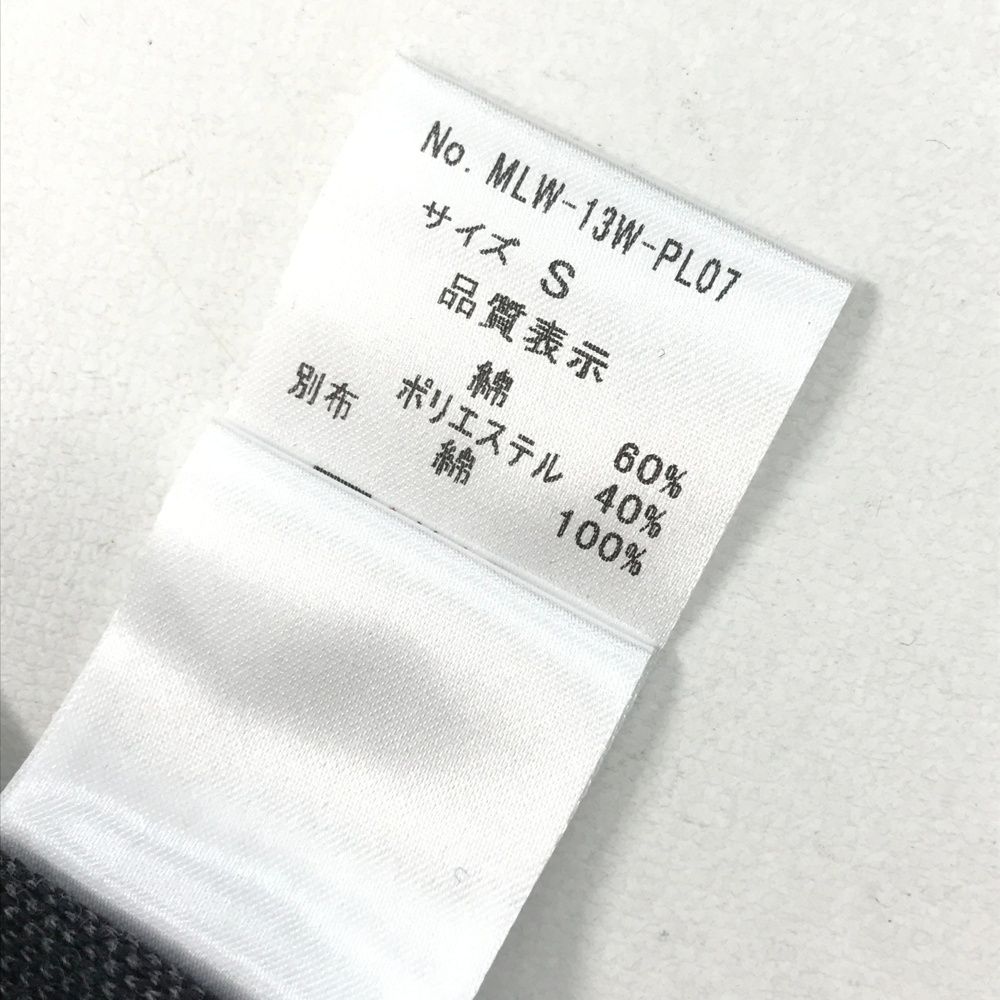 No. MLW-13W-PL07
サイズ S
品質表示
綿 60%
ポリエステル 40%
別布 綿 100%